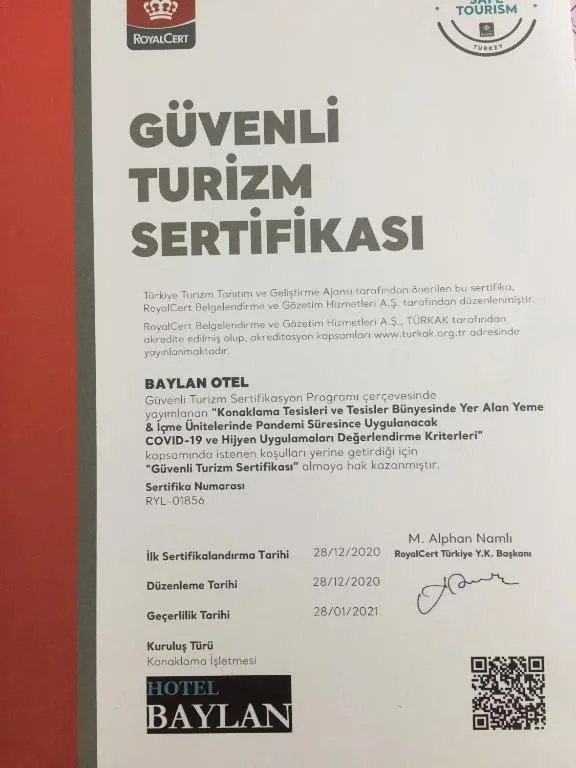 ROYALCERT
SAFE
TOURISM
TURKEY
GÜVENLİ
TURİZM
SERTİFİKASI
Türkiye Turizm Tanıtım ve Geliştirme Ajansı tarafından önerilen bu sertifika,
RoyalCert Belgelendirme ve Gözetim Hizmetleri A.Ş. tarafından düzenlenmiştir.
RoyalCert Belgelendirme ve Gözetim Hizmetleri A.Ş., TÜRKAK tarafından
akredite edilmiş olup, akreditasyon kapsamları www.turkak.org.tr adresinde
yayınlanmaktadır.
BAYLAN OTEL
Güvenli Turizm Sertifikasyon Programı çerçevesinde
yayımlanan "Konaklama Tesisleri ve Tesisler Bünyesinde Yer Alan Yeme
& İçme Ünitelerinde Pandemi Süresince Uygulanacak
COVID-19 ve Hijyen Uygulamaları Değerlendirme Kriterleri"
kapsamında istenen koşulları yerine getirdiği için
"Güvenli Turizm Sertifikası" almaya hak kazanmıştır.
Sertifika Numarası
RYL-01856
M. Alphan Namlı
RoyalCert Türkiye Y.K. Başkanı
İlk Sertifikalandırma Tarihi 28/12/2020
Düzenleme Tarihi 28/12/2020
Geçerlilik Tarihi 28/01/2021
Kuruluş Türü
Konaklama İşletmesi
HOTEL
BAYLAN